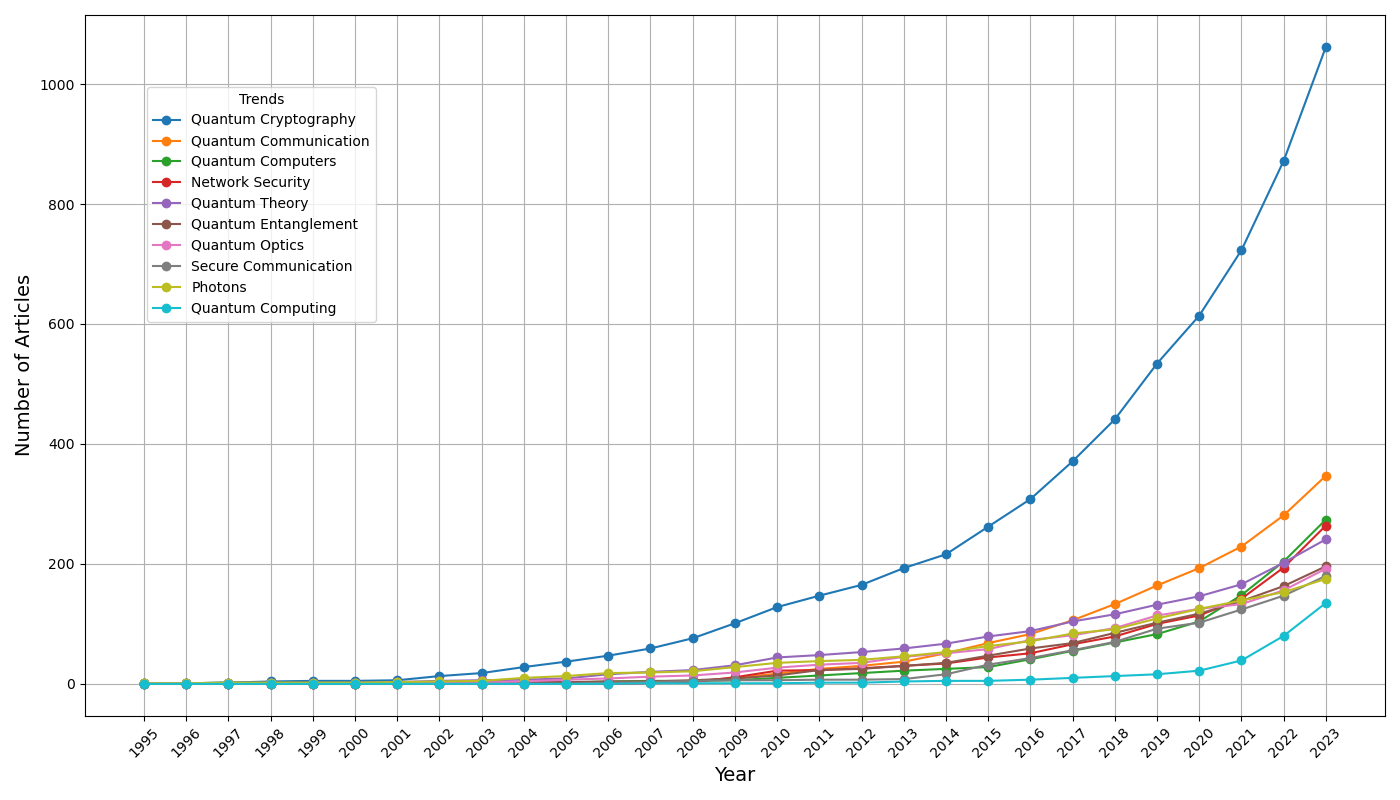 Trends
Quantum Cryptography
Quantum Communication
Quantum Computers
Network Security
Quantum Theory
Quantum Entanglement
Quantum Optics
Secure Communication
Photons
Quantum Computing
Number of Articles
1000
800
600
400
200
0
1995 1996 1997 1998 1999 2000 2001 2002 2003 2004 2005 2006 2007 2008 2009 2010 2011 2012 2013 2014 2015 2016 2017 2018 2019 2020 2021 2022 2023
Year